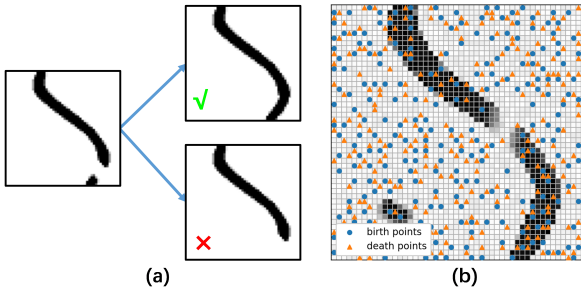 √
×
birth points
death points
(a)
(b)